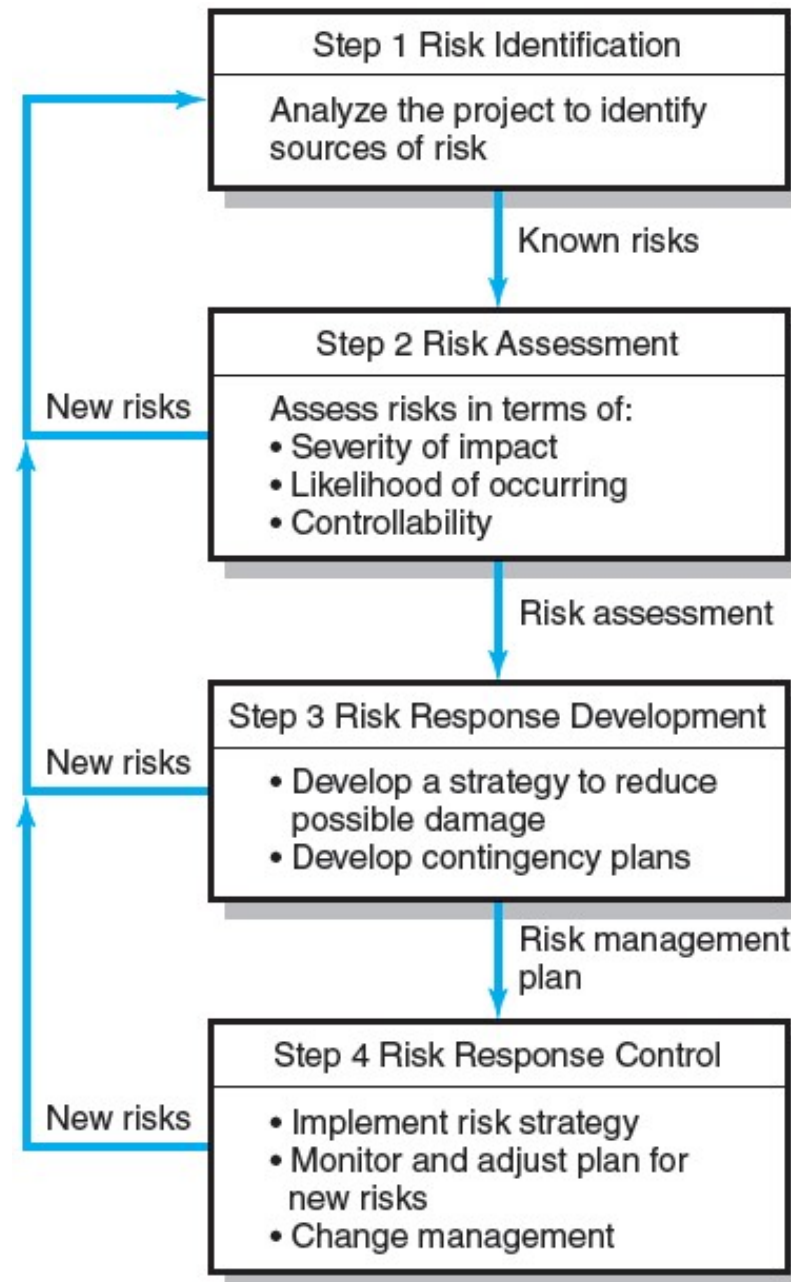 Step 1 Risk Identification
Analyze the project to identify
sources of risk
Known risks
Step 2 Risk Assessment
New risks
Assess risks in terms of:
• Severity of impact
• Likelihood of occurring
• Controllability
Risk assessment
Step 3 Risk Response Development
New risks
• Develop a strategy to reduce
possible damage
• Develop contingency plans
Risk management
plan
Step 4 Risk Response Control
New risks
• Implement risk strategy
• Monitor and adjust plan for
new risks
• Change management